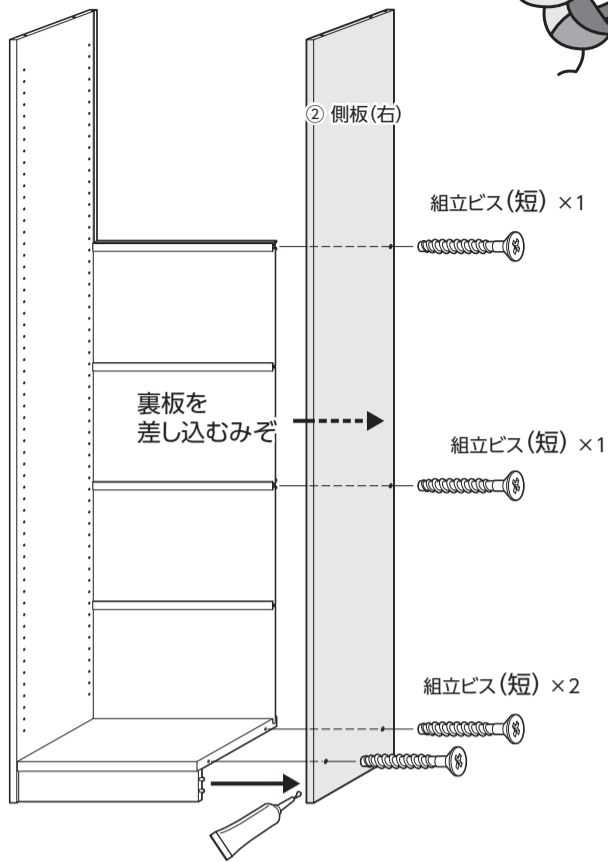 ② 側板(右)
組立ビス(短) ×1
裏板を
差し込むみぞ
組立ビス(短) ×1
組立ビス(短) ×2